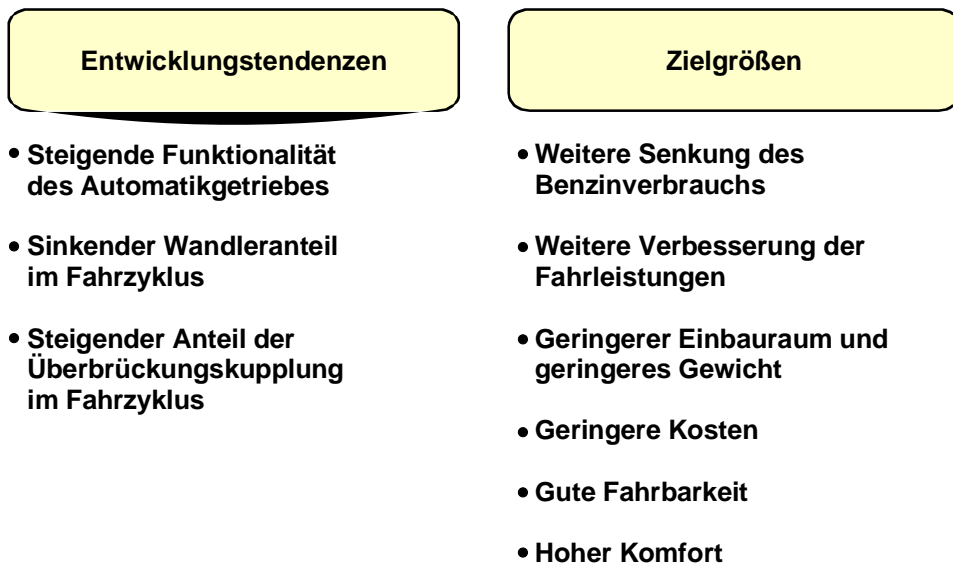 Entwicklungstendenzen
• Steigende Funktionalität
des Automatikgetriebes
• Sinkender Wandleranteil
im Fahrzyklus
• Steigender Anteil der
Überbrückungskupplung
im Fahrzyklus
Zielgrößen
• Weitere Senkung des
Benzinverbrauchs
• Weitere Verbesserung der
Fahrleistungen
• Geringerer Einbauraum und
geringeres Gewicht
• Geringere Kosten
• Gute Fahrbarkeit
• Hoher Komfort